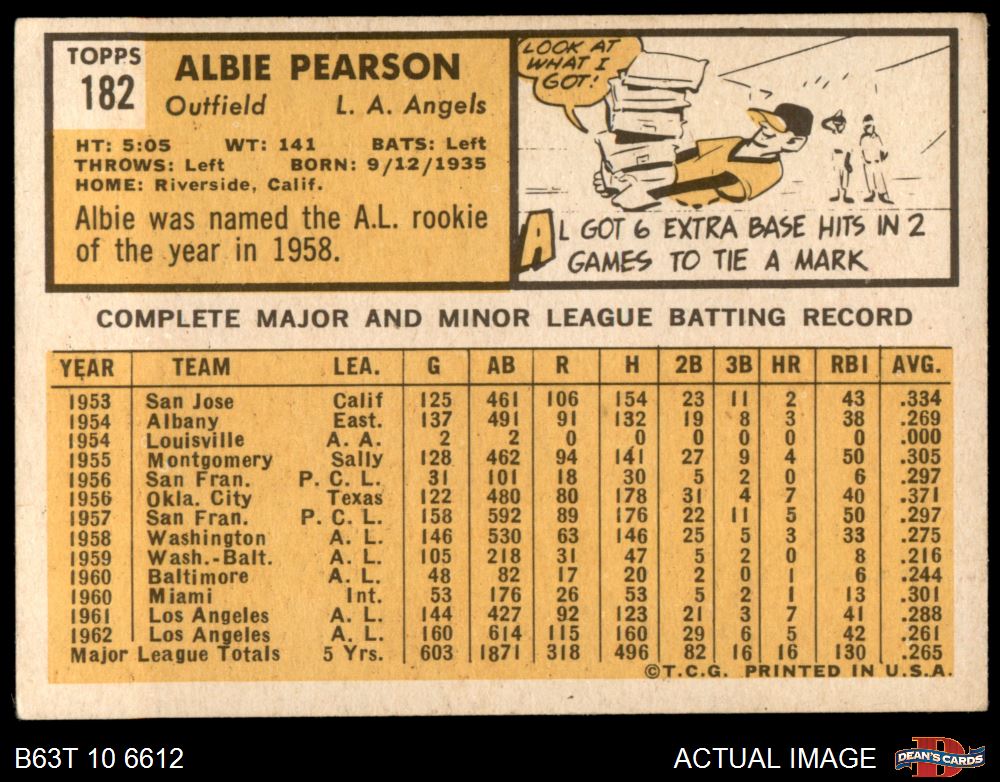 TOPPS
182
ALBIE PEARSON
Outfield L. A. Angels
HT: 5:05 WT: 141 BATS: Left
THROWS: Left BORN: 9/12/1935
HOME: Riverside, Calif.
Albie was named the A.L. rookie
of the year in 1958.
LOOK AT
WHAT I
GOT!
AL GOT 6 EXTRA BASE HITS IN 2
GAMES TO TIE A MARK
COMPLETE MAJOR AND MINOR LEAGUE BATTING RECORD
YEAR TEAM LEA. G AB R H 2B 3B HR RBI AVG.
1953 San Jose Calif 125 461 106 154 23 11 2 43 .334
1954 Albany East. 137 491 91 132 19 8 3 38 .269
1954 Louisville A. A. 2 2 0 0 0 0 0 0 .000
1955 Montgomery Sally 128 462 94 141 27 9 4 50 .305
1956 San Fran. P. C. L. 31 101 18 30 5 2 0 6 .297
1956 Okla. City Texas 122 480 80 178 31 4 7 40 .371
1957 San Fran. P. C. L. 158 592 89 176 22 11 5 50 .297
1958 Washington A. L. 146 530 63 146 25 5 3 33 .275
1959 Wash.-Balt. A. L. 105 218 31 47 5 2 0 8 .216
1960 Baltimore A. L. 48 82 17 20 2 0 1 6 .244
1960 Miami Int. 53 176 26 53 5 2 1 13 .301
1961 Los Angeles A. L. 144 427 92 123 21 3 7 41 .288
1962 Los Angeles A. L. 160 614 115 160 29 6 5 42 .261
Major League Totals 5 Yrs. 603 1871 318 496 82 16 16 130 .265
©T.C.G. PRINTED IN U.S.A.
B63T 10 6612 ACTUAL IMAGE
DEAN'S CARDS